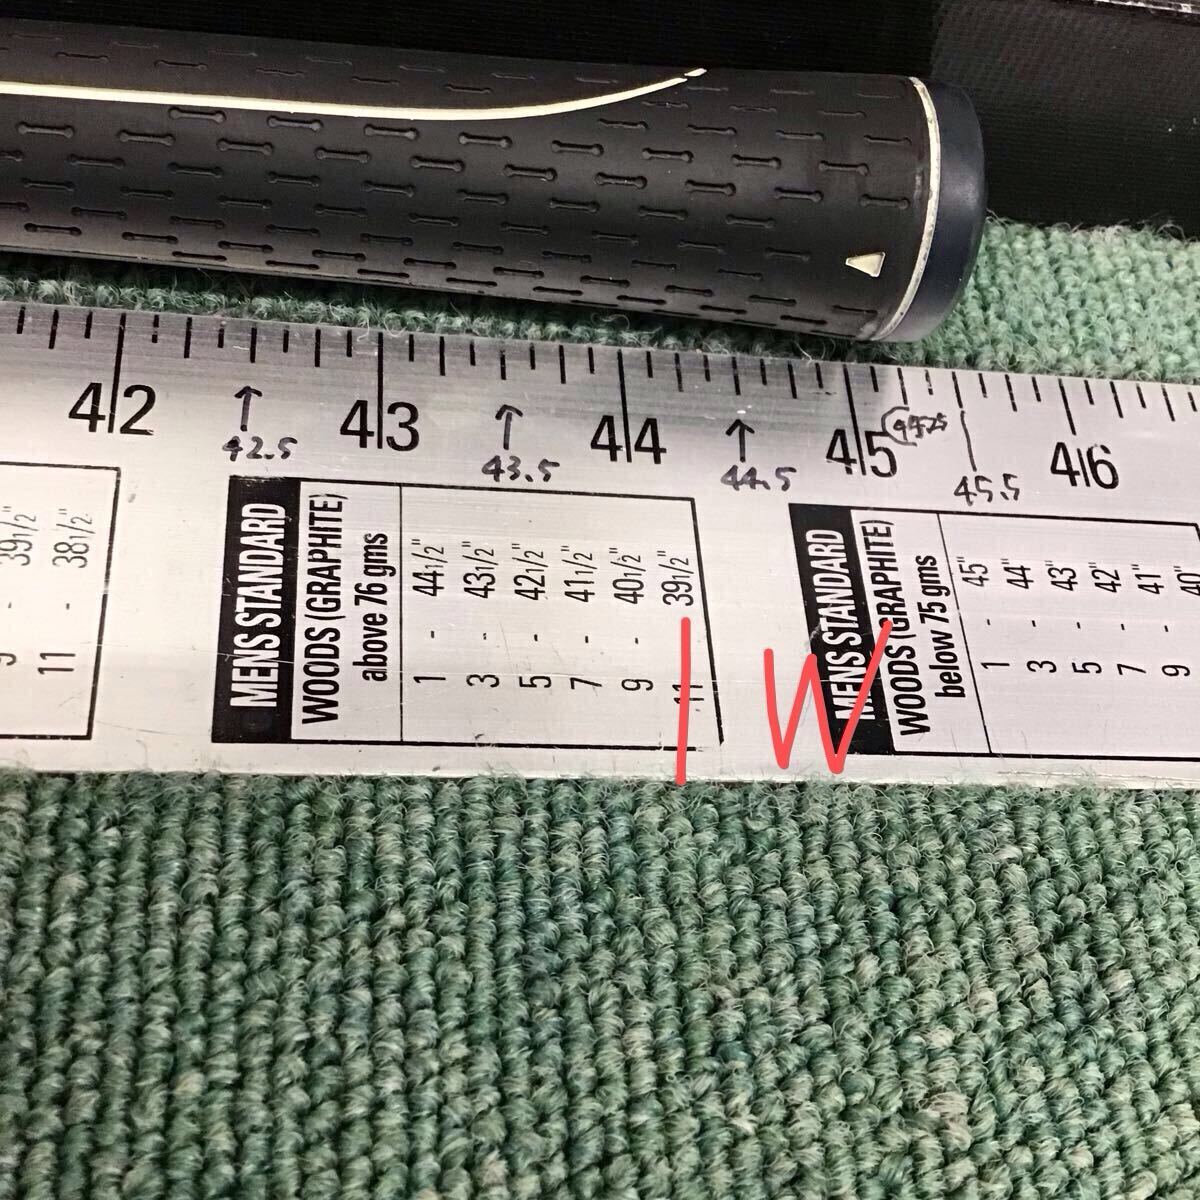 42 43 44 45 46
42.5 43.5 44.5 45.5
39 1/2"
11 - 38 1/2"
MENS STANDARD
WOODS (GRAPHITE)
above 76 gms
1 - 44 1/2"
3 - 43 1/2"
5 - 42 1/2"
7 - 41 1/2"
9 - 40 1/2"
11 39 1/2"
MENS STANDARD
WOODS (GRAPHITE)
below 75 gms
1 - 45"
3 - 44"
5 - 43"
7 - 42"
9 - 41"
40"
1W